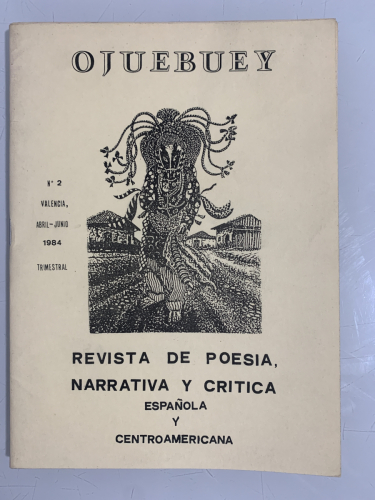 OJUEBUEY
Nº 2
VALENCIA,
ABRIL-JUNIO
1984
TRIMESTRAL
REVISTA DE POESIA,
NARRATIVA Y CRITICA
ESPAÑOLA
Y
CENTROAMERICANA